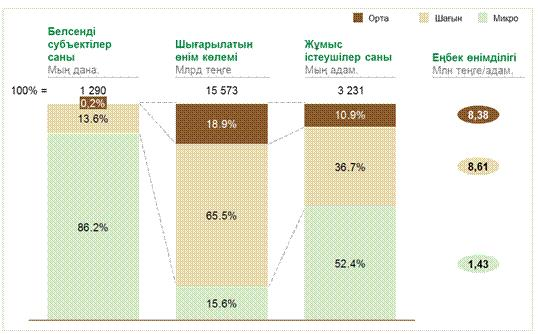 Орта Шағын Микро
Белсенді
субъектілер
саны
Мың дана.
Шығарылатын
өнім көлемі
Млрд теңге
Жұмыс
істеушілер саны
Мың адам.
Еңбек өнімділігі
Млн теңге/адам.
100% = 1 290 15 573 3 231
0,2%
13.6% 18.9% 10.9% 8,38
65.5% 36.7% 8,61
86.2% 52.4% 1,43
15.6%